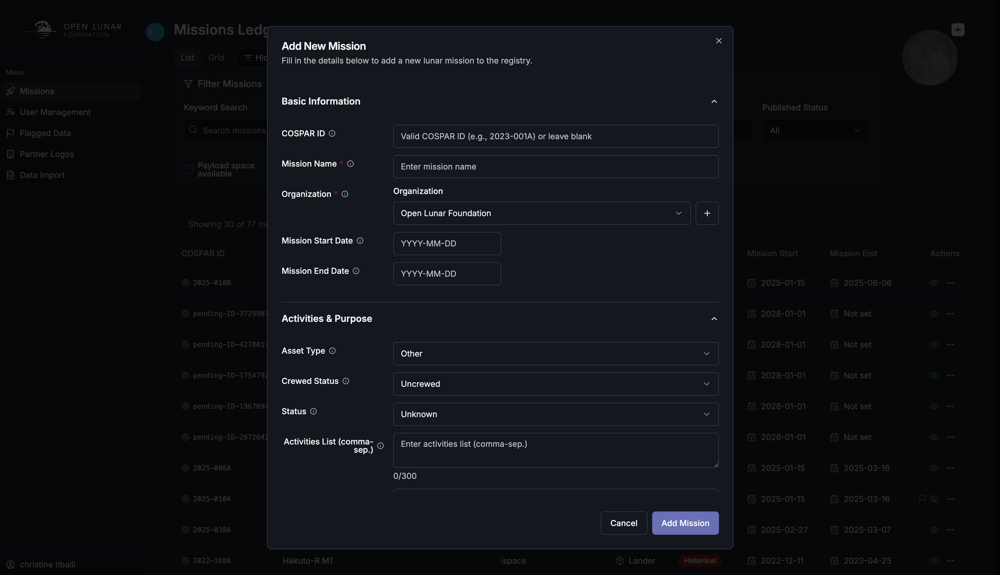 OPEN LUNAR
FOUNDATION
Menu
Missions
User Management
Flagged Data
Partner Logos
Data Import
christine tiballi
Missions Ledg
List
Grid
Hid
Filter Missions
Keyword Search
Search missions,
Payload space
available
Published Status
All
Showing 30 of 77 mi
COSPAR ID
Mission Start
Mission End
Actions
2025-010B
2025-01-15
2025-06-06
pending-ID-3729907
2028-01-01
Not set
pending-ID-4278017
2028-01-01
Not set
pending-ID-1754792
2028-01-01
Not set
pending-ID-1967094
2026-01-01
Not set
pending-ID-2672642
2026-01-01
Not set
2025-006A
2025-01-15
2025-03-16
2025-010A
2025-01-15
2025-03-16
2025-038A
2025-02-27
2025-03-07
2022-168A
Hakuto-R M1
ispace
Lander
Historical
2022-12-11
2023-04-25
Add New Mission
Fill in the details below to add a new lunar mission to the registry.
Basic Information
COSPAR ID
Valid COSPAR ID (e.g., 2023-001A) or leave blank
Mission Name *
Enter mission name
Organization *
Organization
Open Lunar Foundation
Mission Start Date
YYYY-MM-DD
Mission End Date
YYYY-MM-DD
Activities & Purpose
Asset Type
Other
Crewed Status
Uncrewed
Status
Unknown
Activities List (comma-
sep.)
Enter activities list (comma-sep.)
0/300
Cancel
Add Mission